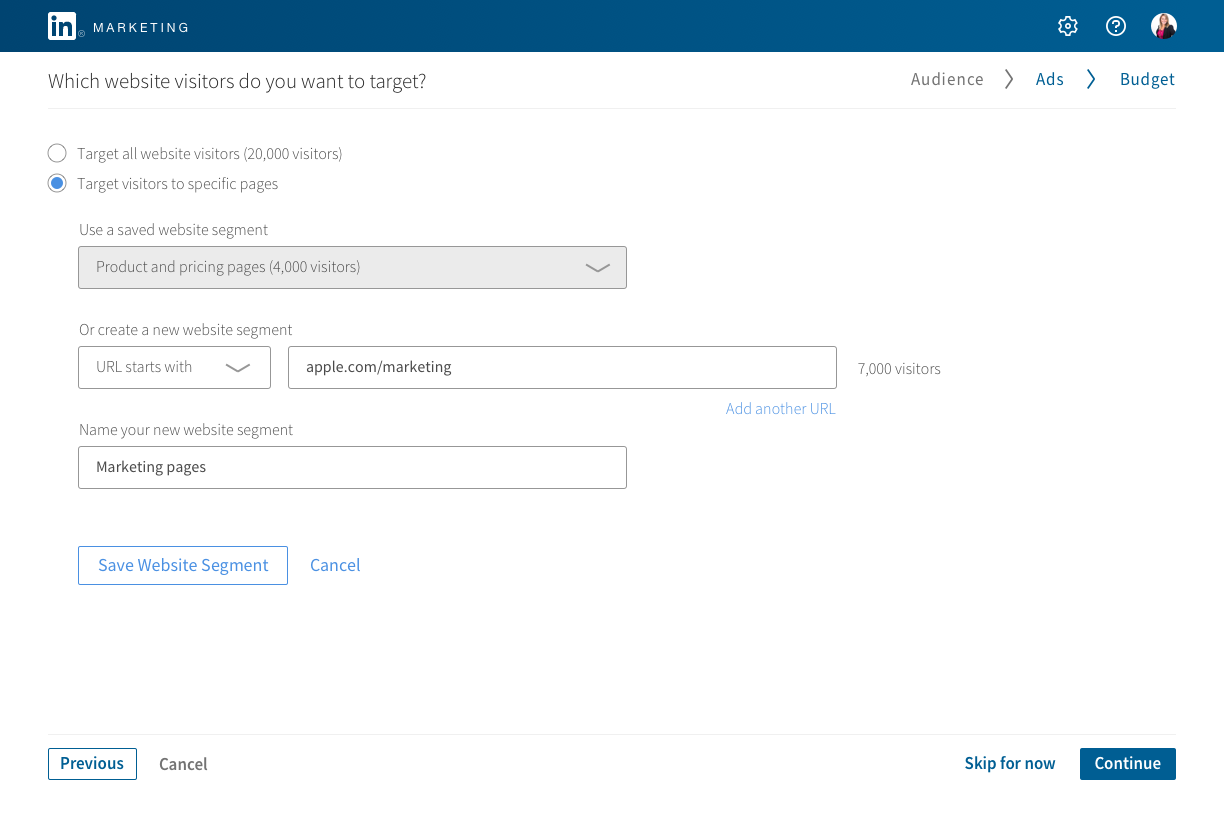 in® MARKETING
Which website visitors do you want to target?
Audience
Ads
Budget
Target all website visitors (20,000 visitors)
Target visitors to specific pages
Use a saved website segment
Product and pricing pages (4,000 visitors)
Or create a new website segment
URL starts with
apple.com/marketing
7,000 visitors
Add another URL
Name your new website segment
Marketing pages
Save Website Segment
Cancel
Previous
Cancel
Skip for now
Continue